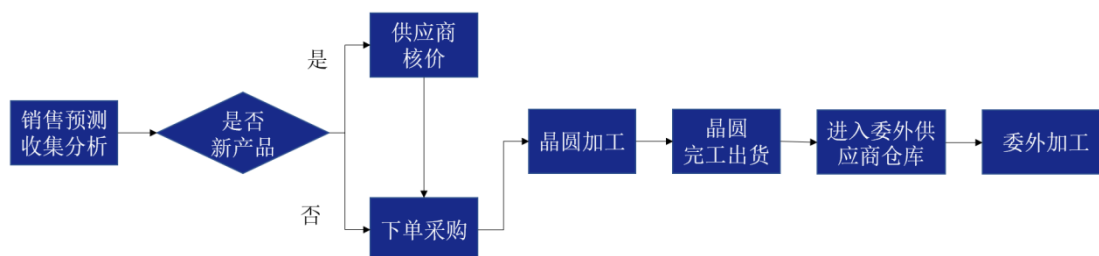 销售预测
收集分析
是否
新产品
是
供应商
核价
否
下单采购
晶圆加工
晶圆
完工出货
进入委外供
应商仓库
委外加工